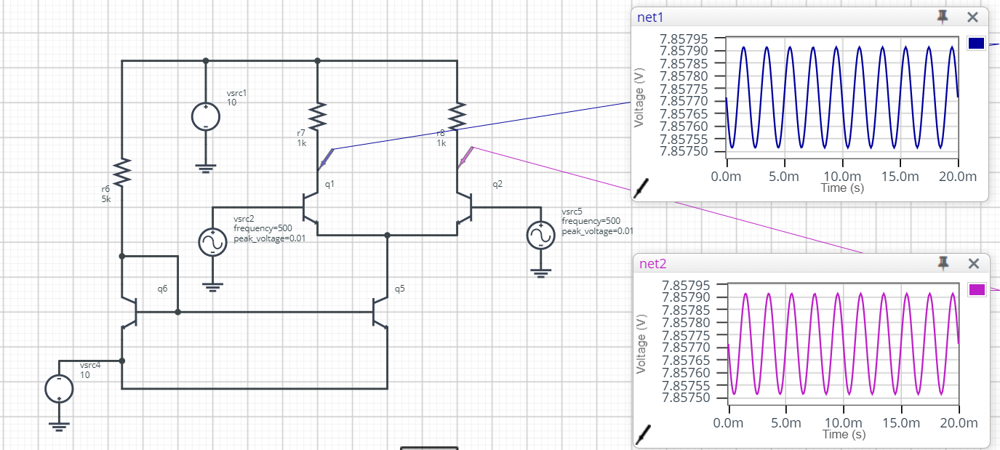 vsrc1
10
r7
1k
r8
1k
r6
5k
q1
q2
vsrc2
frequency=500
peak_voltage=0.01
vsrc5
frequency=500
peak_voltage=0.01
q6
q5
vsrc4
10
net1
7.85795
7.85790
7.85785
7.85780
7.85775
7.85770
7.85765
7.85760
7.85755
7.85750
Voltage (V)
0.0m 5.0m 10.0m 15.0m 20.0m
Time (s)
net2
7.85795
7.85790
7.85785
7.85780
7.85775
7.85770
7.85765
7.85760
7.85755
7.85750
Voltage (V)
0.0m 5.0m 10.0m 15.0m 20.0m
Time (s)